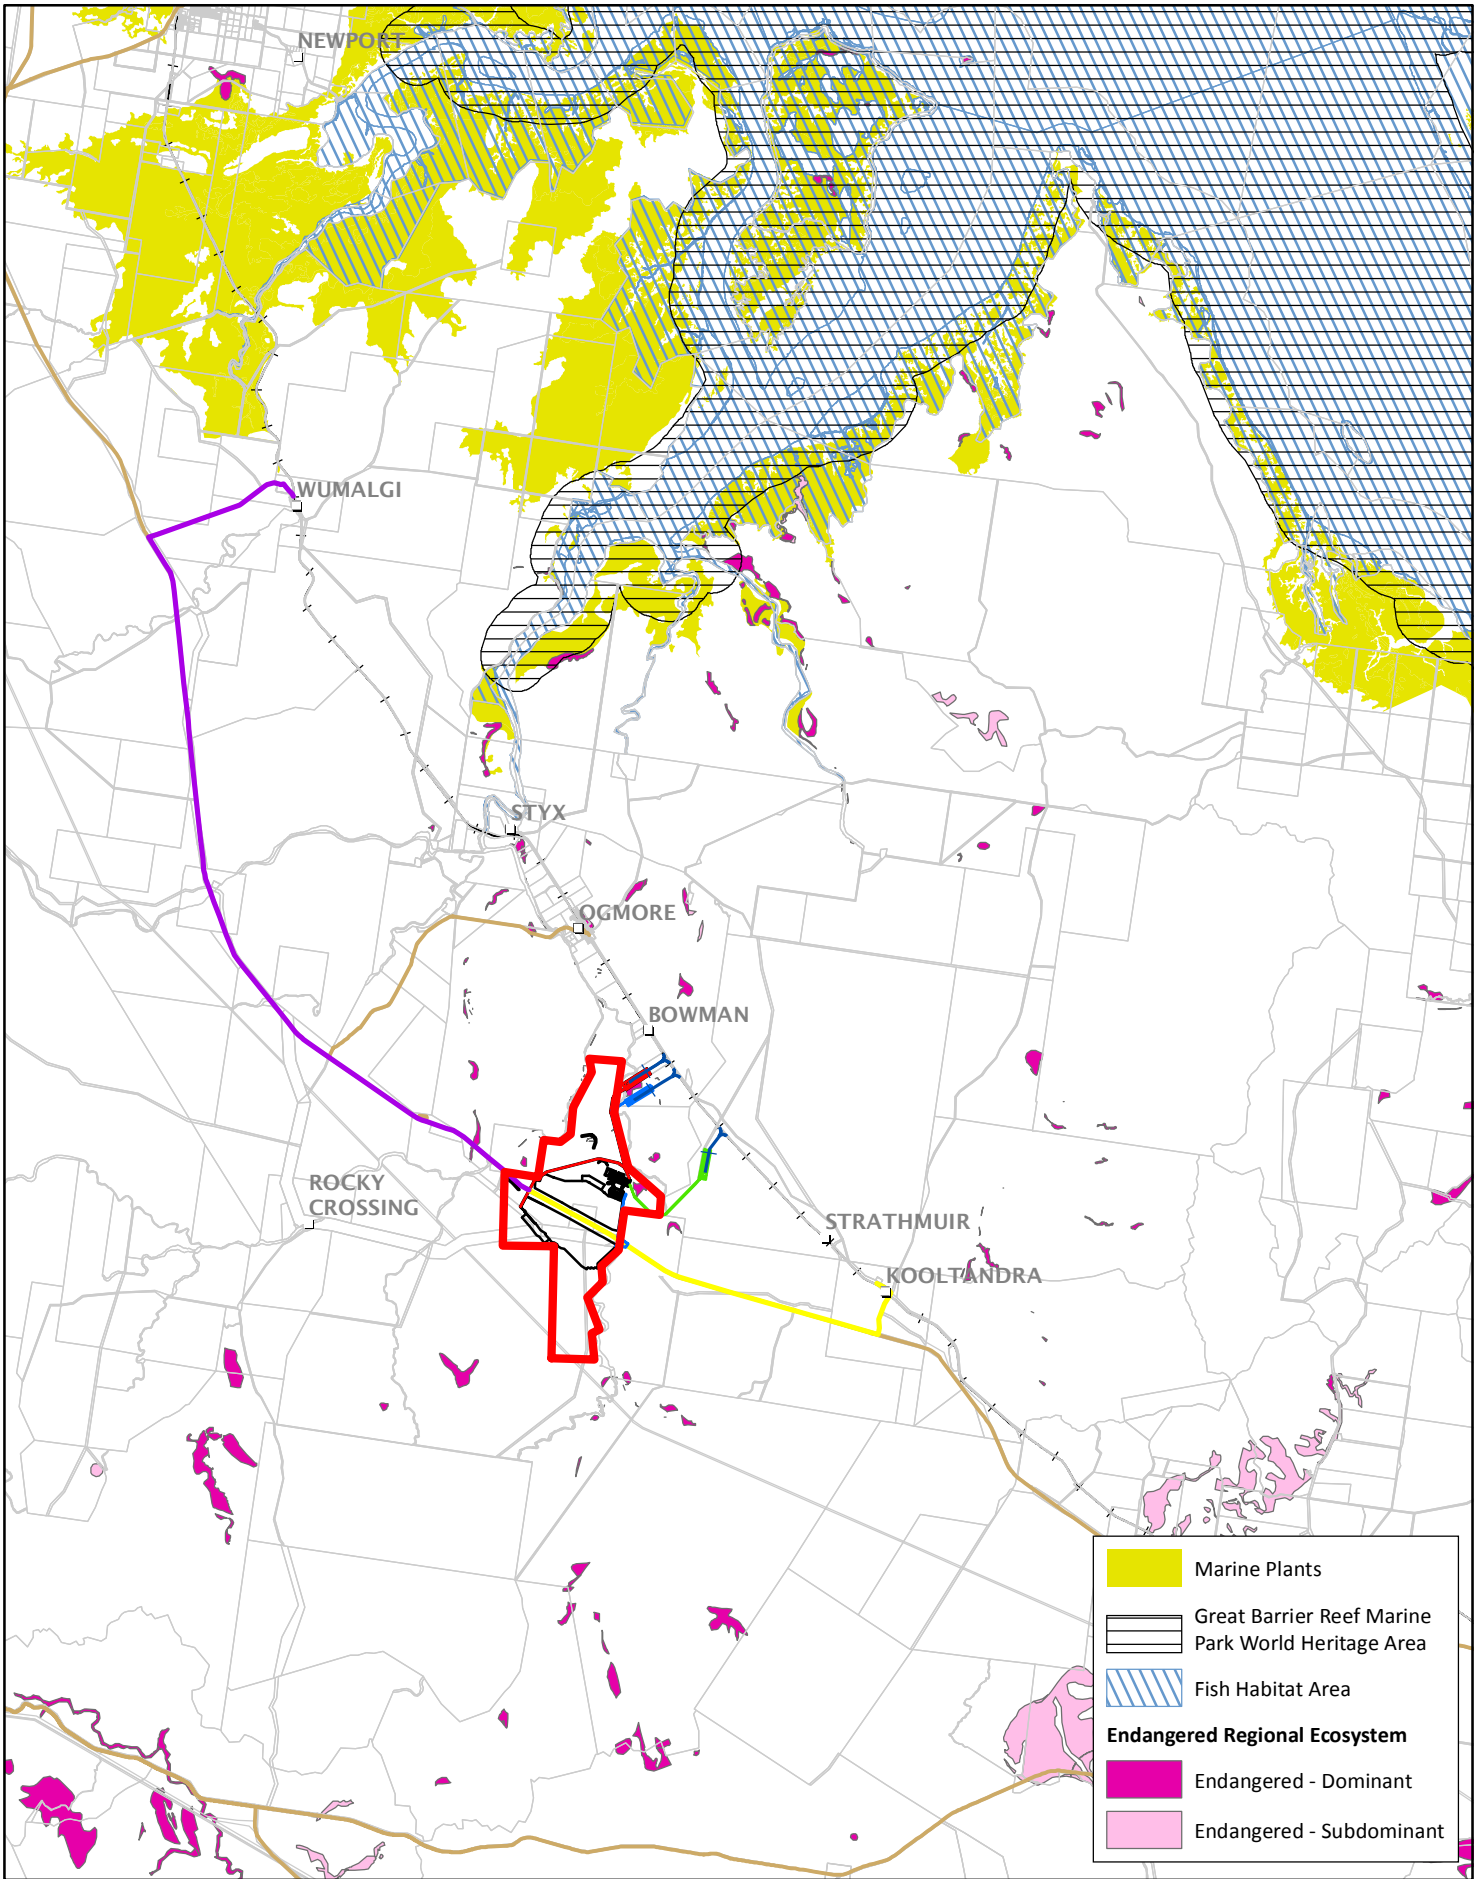 NEWPORT
WUMALGI
STYX
OGMORE
BOWMAN
ROCKY
CROSSING
STRATHMUIR
KOOLTANDRA
Marine Plants
Great Barrier Reef Marine
Park World Heritage Area
Fish Habitat Area
Endangered Regional Ecosystem
Endangered - Dominant
Endangered - Subdominant